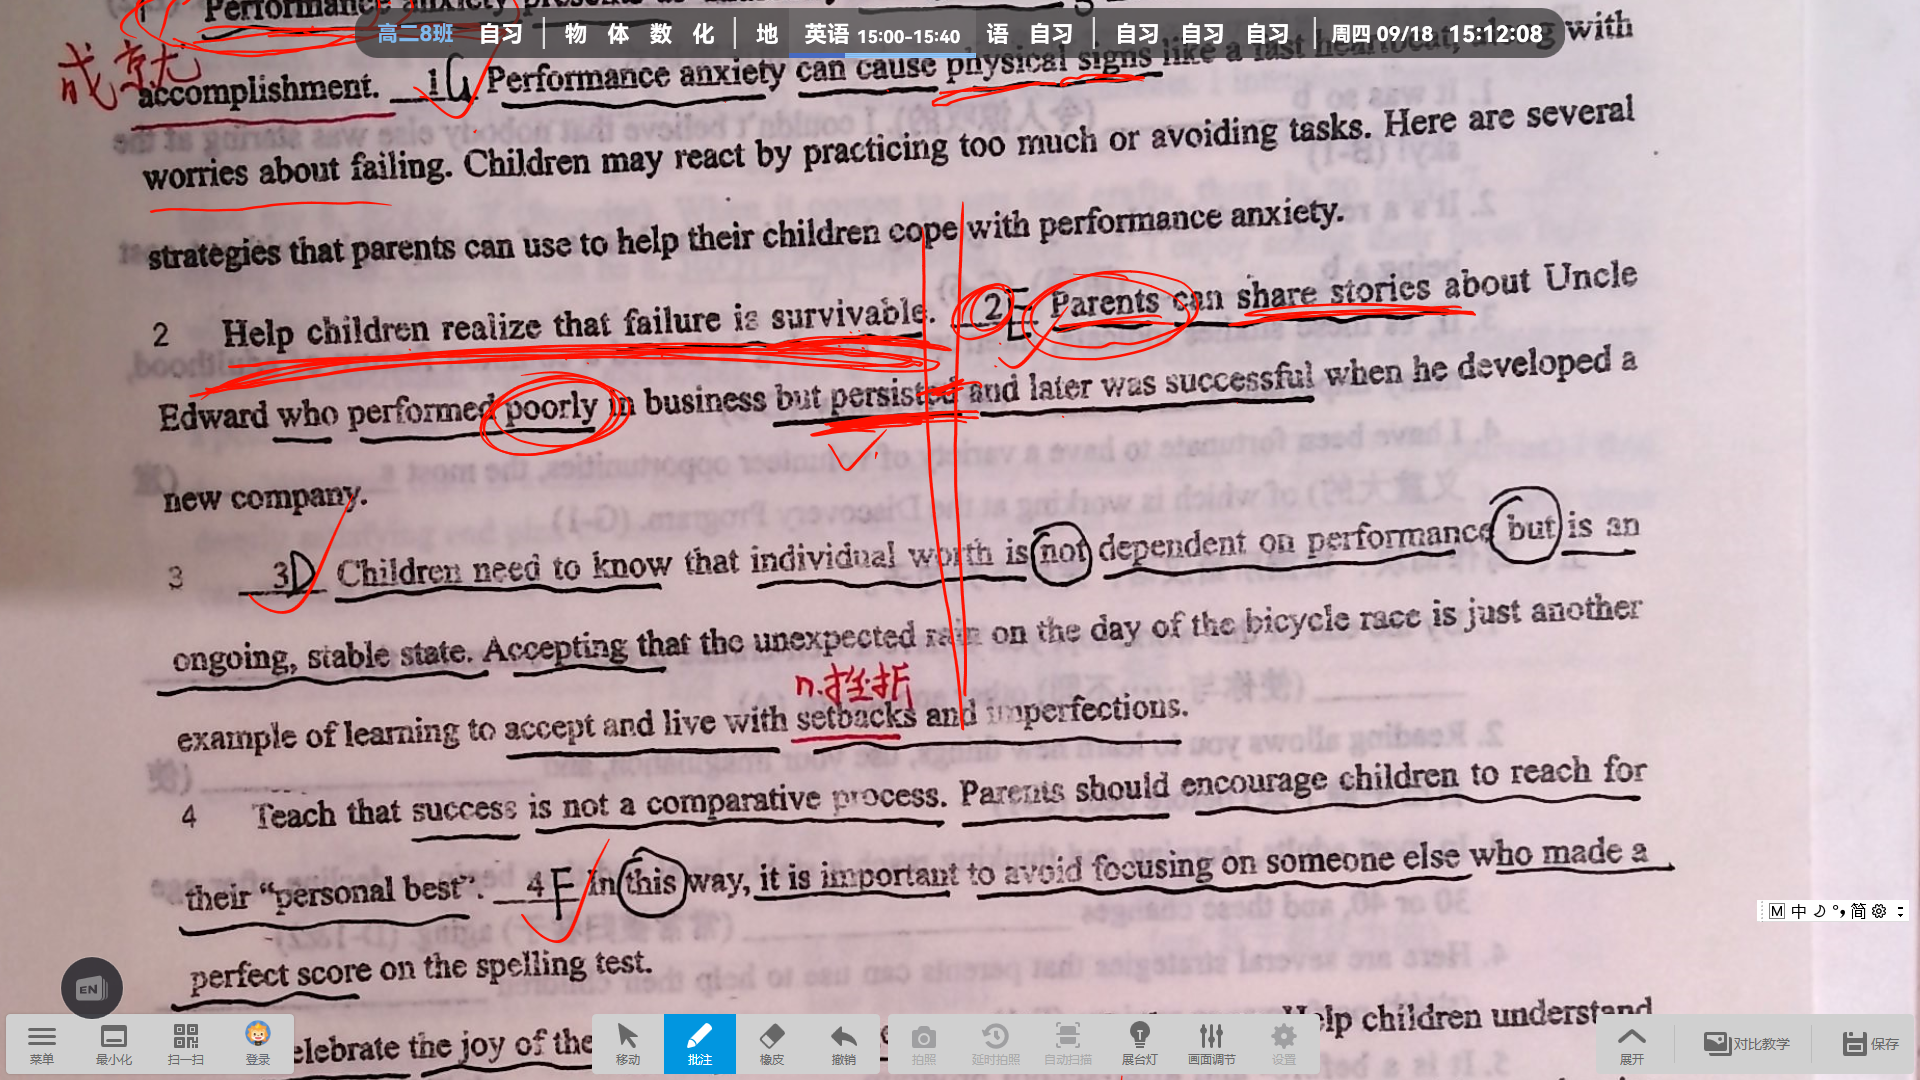 1 Performance anxiety presents as
高二8班 自习 | 物 体 数 化 | 地 英语 15:00-15:40 语 自习 | 自习 自习 自习 | 周四 09/18 15:12:08
成就
accomplishment. 1G Performance anxiety can cause physical signs like a fast heartbeat, along with
worries about failing. Children may react by practicing too much or avoiding tasks. Here are several
strategies that parents can use to help their children cope with performance anxiety.
2 Help children realize that failure is survivable. 2E Parents can share stories about Uncle
Edward who performed poorly in business but persisted and later was successful when he developed a
new company.
3 3D Children need to know that individual worth is not dependent on performance but is an
ongoing, stable state. Accepting that the unexpected rain on the day of the bicycle race is just another
n.挫折
example of learning to accept and live with setbacks and imperfections.
4 Teach that success is not a comparative process. Parents should encourage children to reach for
their “personal best”. 4F In this way, it is important to avoid focusing on someone else who made a
perfect score on the spelling test.
M 中 简
EN
elebrate the joy of the
Help children understand
菜单 最小化 扫一扫 登录 移动 批注 橡皮 撤销 拍照 延时拍照 自动扫描 展台灯 画面调节 设置 展开 对比教学 保存